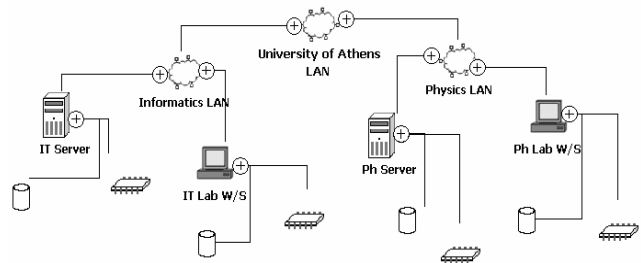 University of Athens
LAN
Informatics LAN
Physics LAN
IT Server
IT Lab W/S
Ph Server
Ph Lab W/S